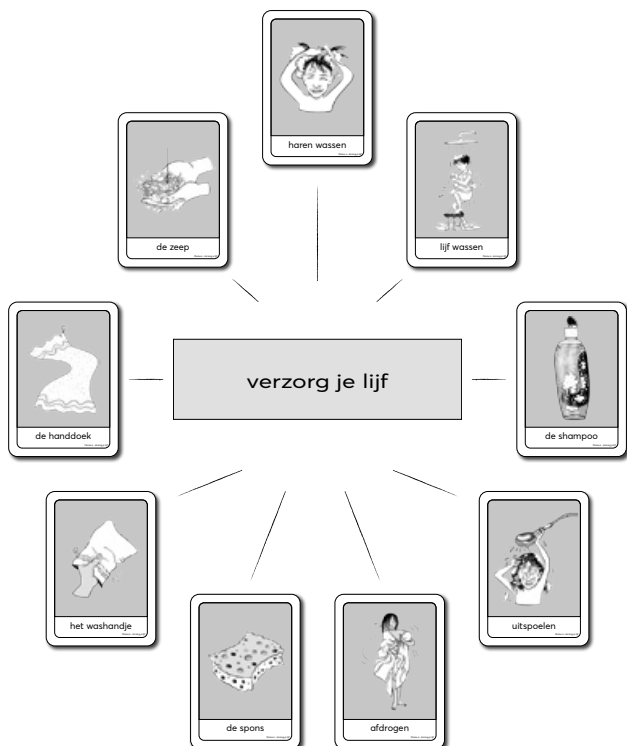 haren wassen
de zeep
lijf wassen
de handdoek
verzorg je lijf
de shampoo
het washandje
uitspoelen
de spons
afdrogen